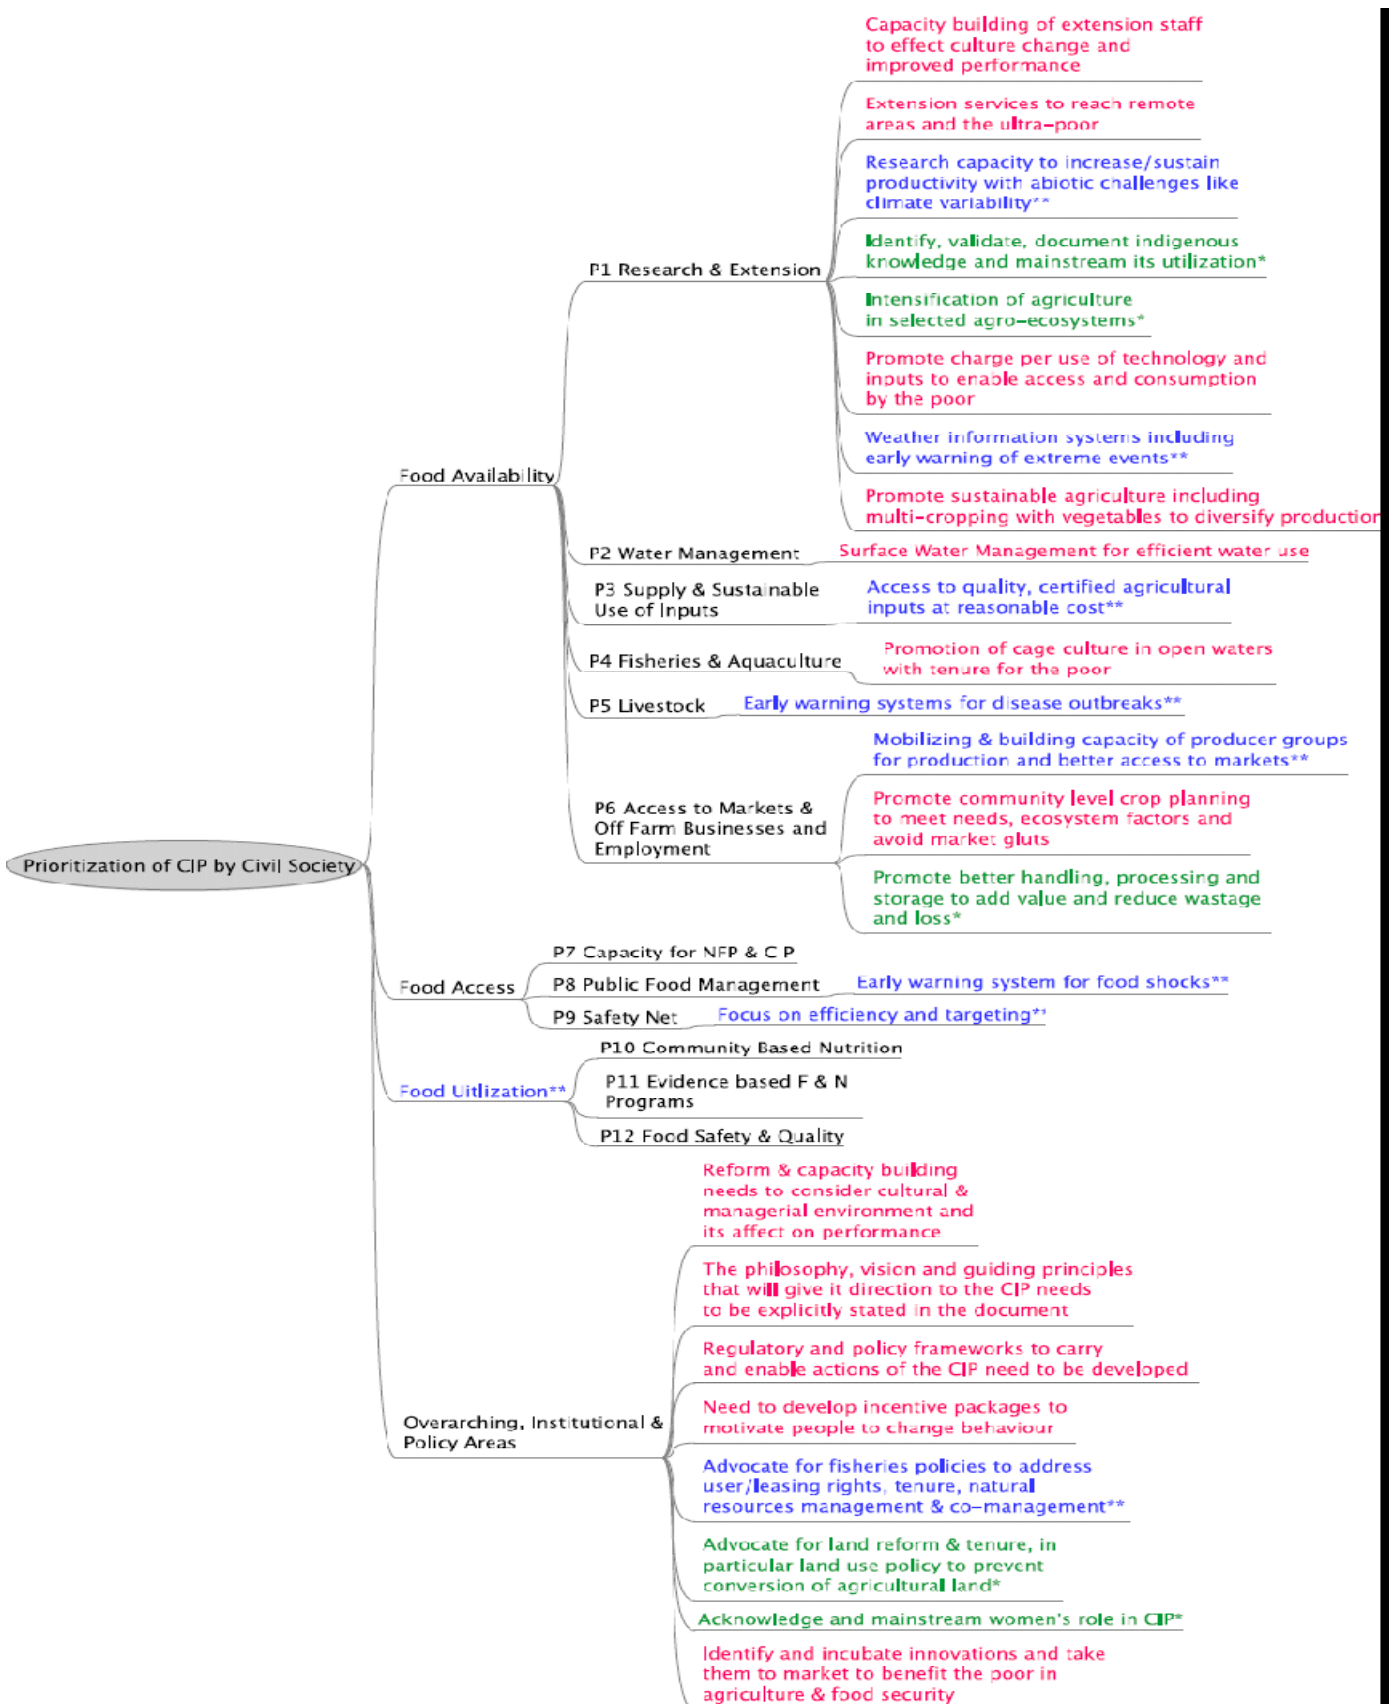 Capacity building of extension staff
to effect culture change and
improved performance
Extension services to reach remote
areas and the ultra-poor
Research capacity to increase/sustain
productivity with abiotic challenges like
climate variability**
Identify, validate, document indigenous
knowledge and mainstream its utilization*
P1 Research & Extension
Intensification of agriculture
in selected agro-ecosystems*
Promote charge per use of technology and
inputs to enable access and consumption
by the poor
Weather information systems including
early warning of extreme events**
Food Availability
Promote sustainable agriculture including
multi-cropping with vegetables to diversify production
P2 Water Management
Surface Water Management for efficient water use
P3 Supply & Sustainable
Use of Inputs
Access to quality, certified agricultural
inputs at reasonable cost**
P4 Fisheries & Aquaculture
Promotion of cage culture in open waters
with tenure for the poor
P5 Livestock
Early warning systems for disease outbreaks**
Mobilizing & building capacity of producer groups
for production and better access to markets**
P6 Access to Markets &
Off Farm Businesses and
Employment
Promote community level crop planning
to meet needs, ecosystem factors and
avoid market gluts
Promote better handling, processing and
storage to add value and reduce wastage
and loss*
Prioritization of CIP by Civil Society
Food Access
P7 Capacity for NFP & CIP
P8 Public Food Management
Early warning system for food shocks**
P9 Safety Net
Focus on efficiency and targeting**
Food Uitlization**
P10 Community Based Nutrition
P11 Evidence based F & N
Programs
P12 Food Safety & Quality
Overarching, Institutional &
Policy Areas
Reform & capacity building
needs to consider cultural &
managerial environment and
its affect on performance
The philosophy, vision and guiding principles
that will give it direction to the CIP needs
to be explicitly stated in the document
Regulatory and policy frameworks to carry
and enable actions of the CIP need to be developed
Need to develop incentive packages to
motivate people to change behaviour
Advocate for fisheries policies to address
user/leasing rights, tenure, natural
resources management & co-management**
Advocate for land reform & tenure, in
particular land use policy to prevent
conversion of agricultural land*
Acknowledge and mainstream women's role in CIP*
Identify and incubate innovations and take
them to market to benefit the poor in
agriculture & food security